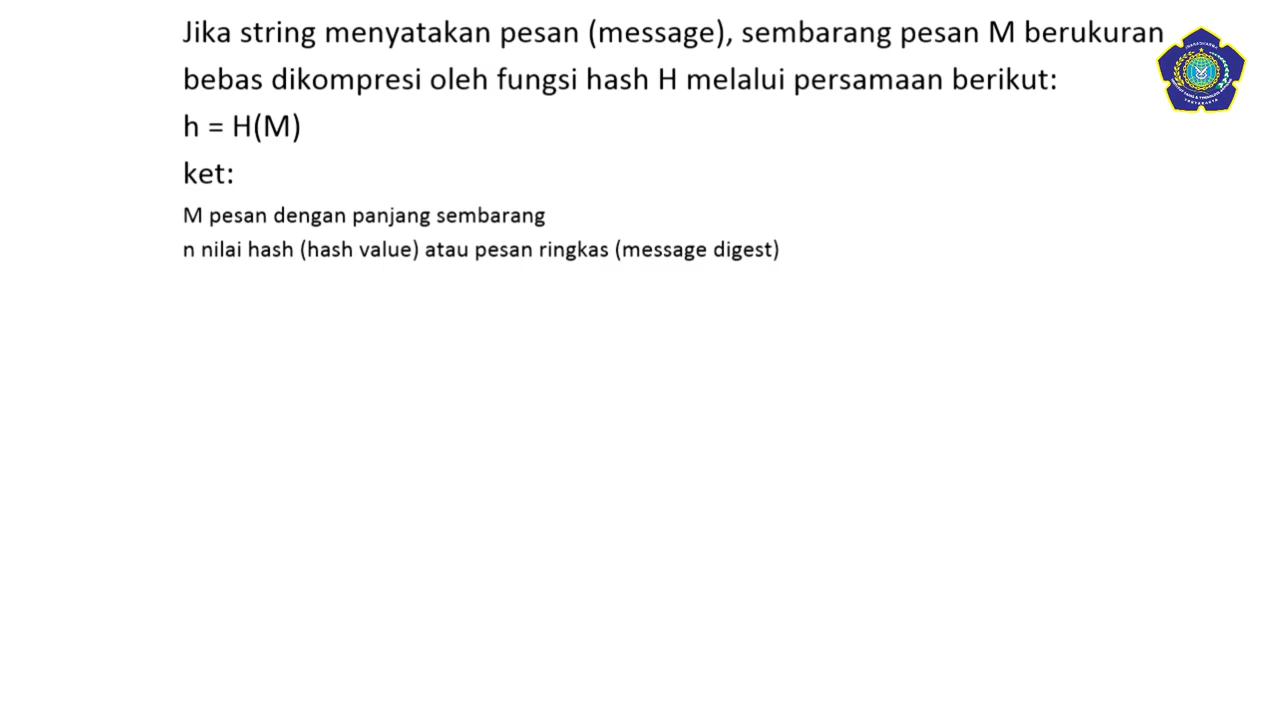 Jika string menyatakan pesan (message), sembarang pesan M berukuran
bebas dikompresi oleh fungsi hash H melalui persamaan berikut:
h = H(M)
ket:
M pesan dengan panjang sembarang
n nilai hash (hash value) atau pesan ringkas (message digest)
YOGYAKARTA